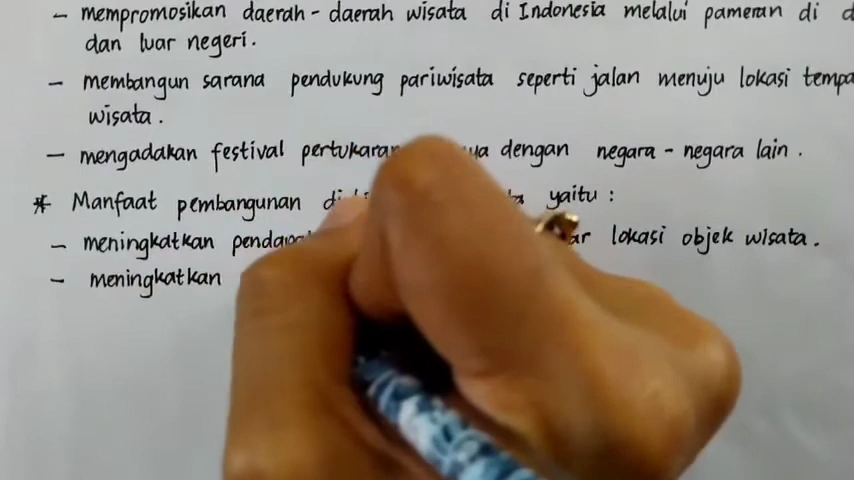 - mempromosikan daerah - daerah wisata di Indonesia melalui pameran di
dan luar negeri.
- membangun sarana pendukung pariwisata seperti jalan menuju lokasi
wisata.
- mengadakan festival dengan negara - negara lain.
* Manfaat pembangunan yaitu :
- meningkatkan lokasi objek wisata.
- meningkatkan